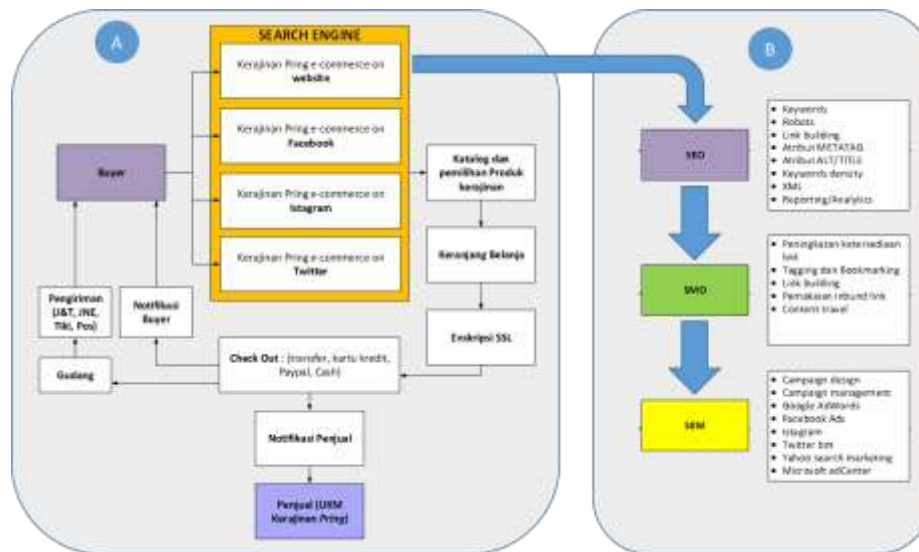 A
SEARCH ENGINE
Kerajinan Pring e-commerce on
website
Kerajinan Pring e-commerce on
Facebook
Kerajinan Pring e-commerce on
Istagram
Kerajinan Pring e-commerce on
Twitter
Buyer
Katalog dan
pemilihan Produk
kerajinan
Keranjang Belanja
Enskripsi SSL
Pengiriman
(J&T, JNE,
Tiki, Pos)
Notifikasi
Buyer
Gudang
Check Out : (transfer, kartu kredit,
Paypal, Cash)
Notifikasi Penjual
Penjual (UKM
Kerajinan Pring)
B
SEO
• Keywords
• Robots
• Link building
• Atribut METATAG
• Atribut ALT/TITLE
• Keywords density
• XML
• Reporting/Analytics
SMO
• Peningkatan ketersediaan
link
• Tagging dan Bookmarking
• Link building
• Pemakaian inbund link
• Content travel
SEM
• Campaign design
• Campaign management
• Google AdWords
• Facebook Ads
• Istagram
• Twitter bot
• Yahoo search marketing
• Microsoft adCenter